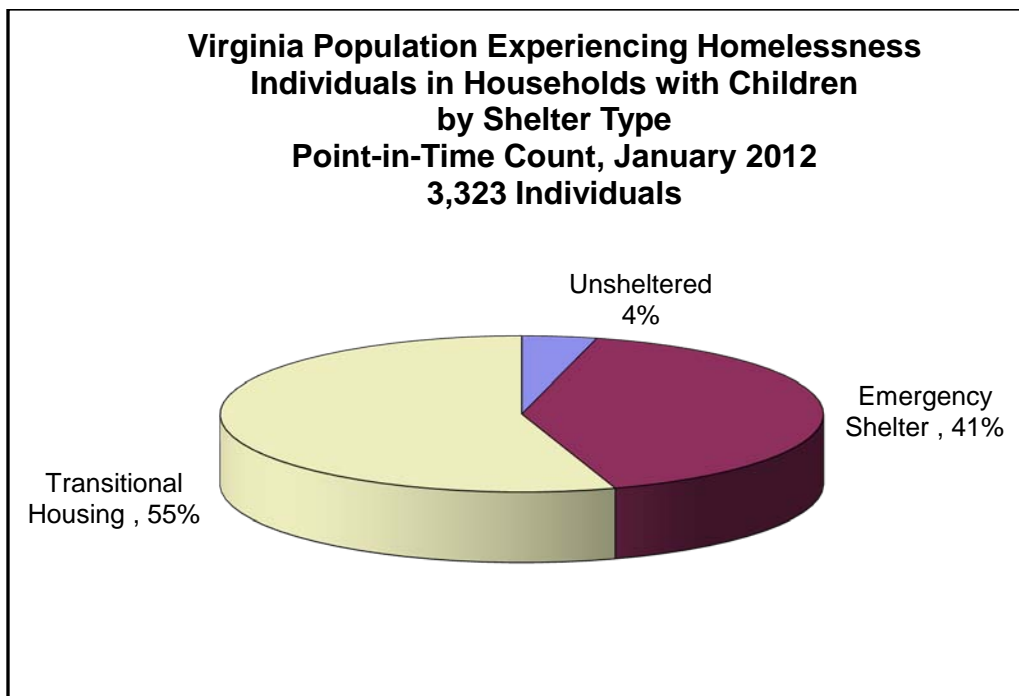 Virginia Population Experiencing Homelessness
Individuals in Households with Children
by Shelter Type
Point-in-Time Count, January 2012
3,323 Individuals
Unsheltered
4%
Emergency
Shelter , 41%
Transitional
Housing , 55%